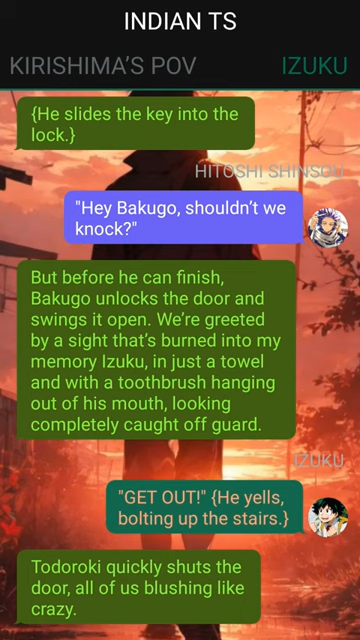 INDIAN TS
KIRISHIMA’S POV
IZUKU
{He slides the key into the
lock.}
HITOSHI SHINSOU
"Hey Bakugo, shouldn’t we
knock?"
But before he can finish,
Bakugo unlocks the door and
swings it open. We’re greeted
by a sight that’s burned into my
memory Izuku, in just a towel
and with a toothbrush hanging
out of his mouth, looking
completely caught off guard.
IZUKU
"GET OUT!" {He yells,
bolting up the stairs.}
Todoroki quickly shuts the
door, all of us blushing like
crazy.